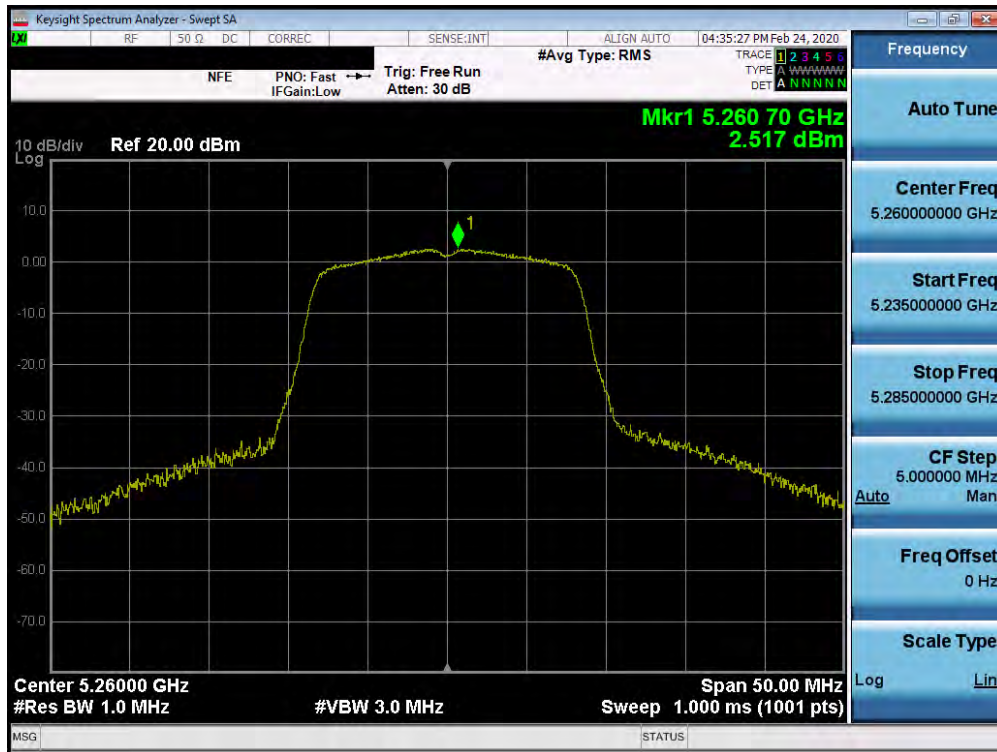 Keysight Spectrum Analyzer - Swept SA
LXI RF 50 Ω DC CORREC SENSE:INT ALIGN AUTO 04:35:27 PM Feb 24, 2020
NFE
PNO: Fast
IFGain:Low
Trig: Free Run
Atten: 30 dB
#Avg Type: RMS
TRACE 1 2 3 4 5 6
TYPE A WWWWWW
DET A N N N N N
Mkr1 5.260 70 GHz
2.517 dBm
10 dB/div
Log
Ref 20.00 dBm
1
10.0
0.00
-10.0
-20.0
-30.0
-40.0
-50.0
-60.0
-70.0
Center 5.26000 GHz
Span 50.00 MHz
#Res BW 1.0 MHz
#VBW 3.0 MHz
Sweep 1.000 ms (1001 pts)
MSG
STATUS
Frequency
Auto Tune
Center Freq
5.260000000 GHz
Start Freq
5.235000000 GHz
Stop Freq
5.285000000 GHz
CF Step
5.000000 MHz
Auto Man
Freq Offset
0 Hz
Scale Type
Log Lin